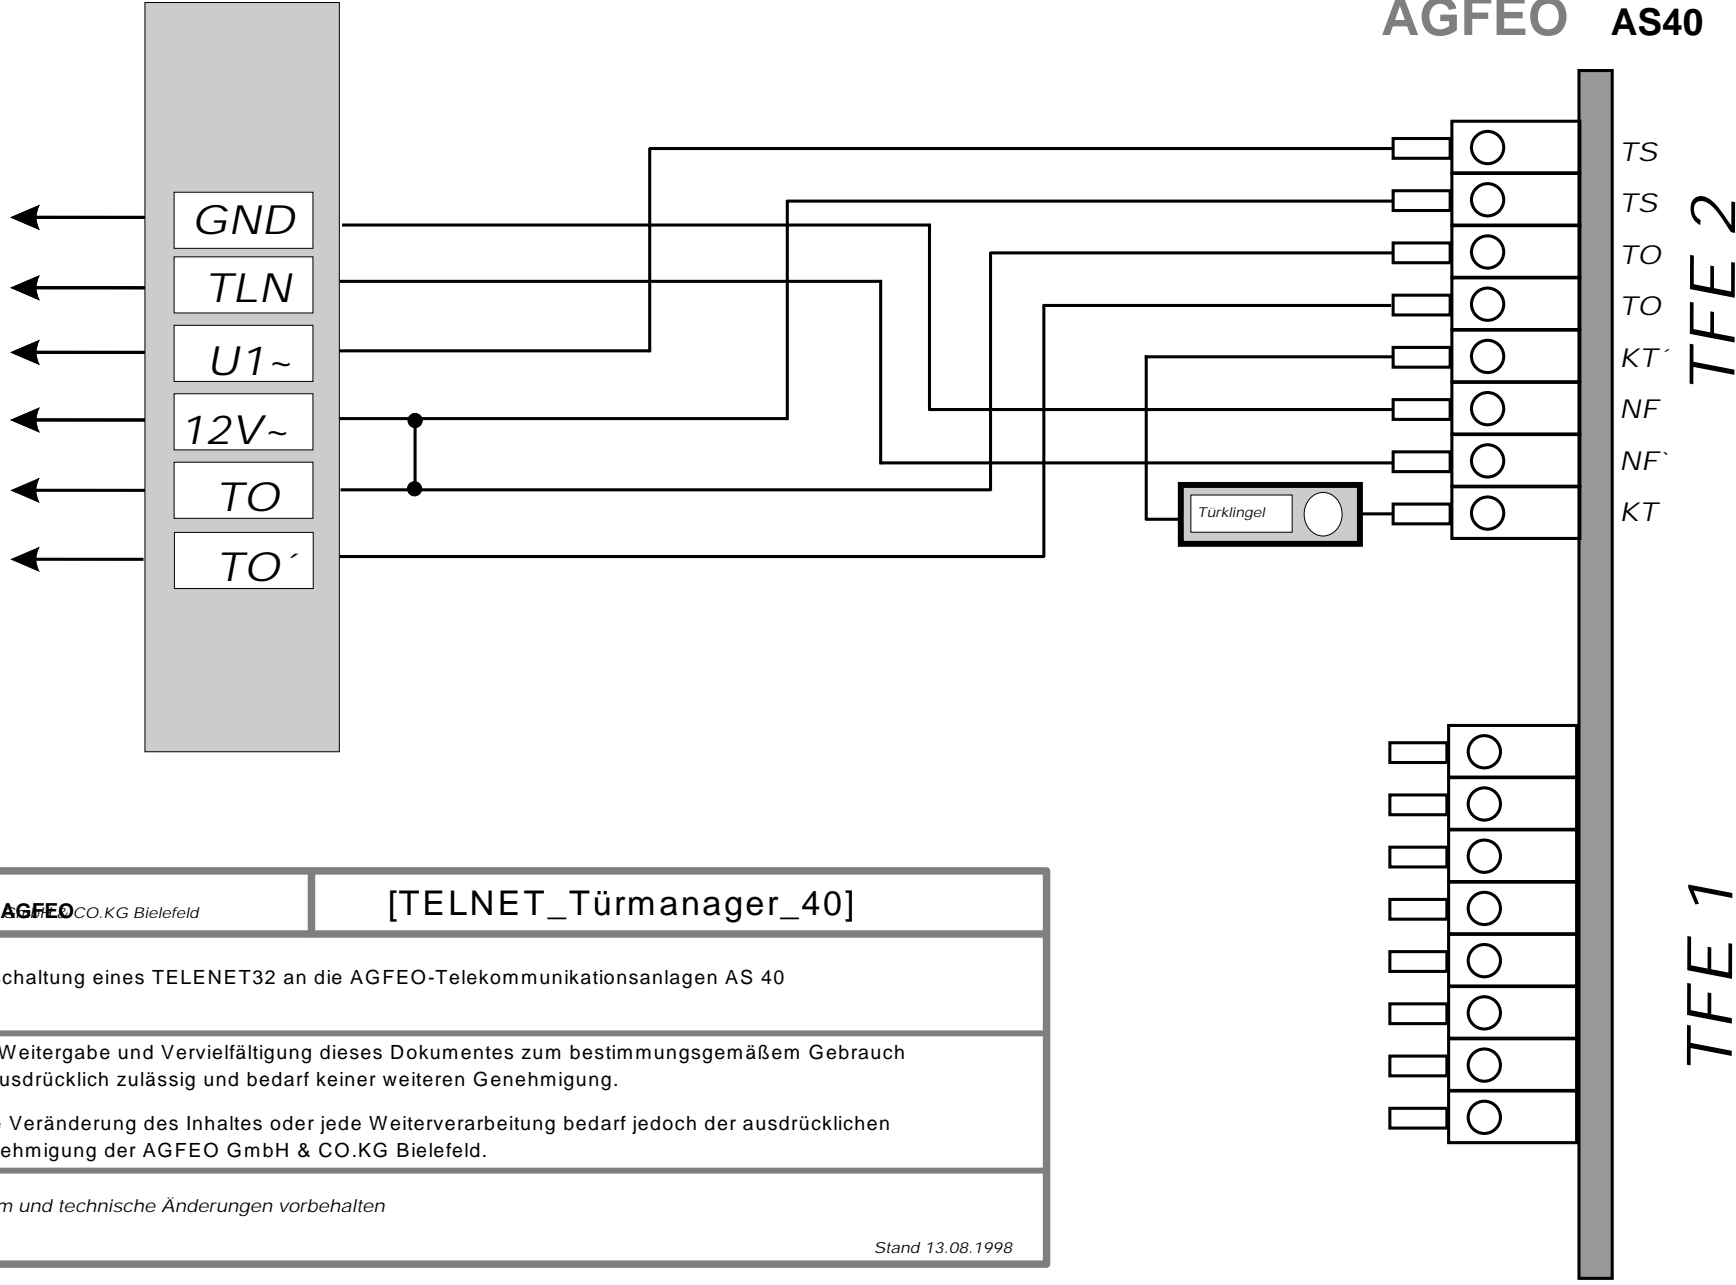 AGFEO AS40
TS
TS
TO
TO
KT´
NF
NF`
KT
TFE 2
GND
TLN
U1~
12V~
TO
TO´
Türklingel
TFE 1
AGFEO GmbH & CO.KG Bielefeld
[TELNET_Türmanager_40]
chaltung eines TELENET32 an die AGFEO-Telekommunikationsanlagen AS 40
Weitergabe und Vervielfältigung dieses Dokumentes zum bestimmungsgemäßem Gebrauch
usdrücklich zulässig und bedarf keiner weiteren Genehmigung.
e Veränderung des Inhaltes oder jede Weiterverarbeitung bedarf jedoch der ausdrücklichen
ehmigung der AGFEO GmbH & CO.KG Bielefeld.
m und technische Änderungen vorbehalten
Stand 13.08.1998